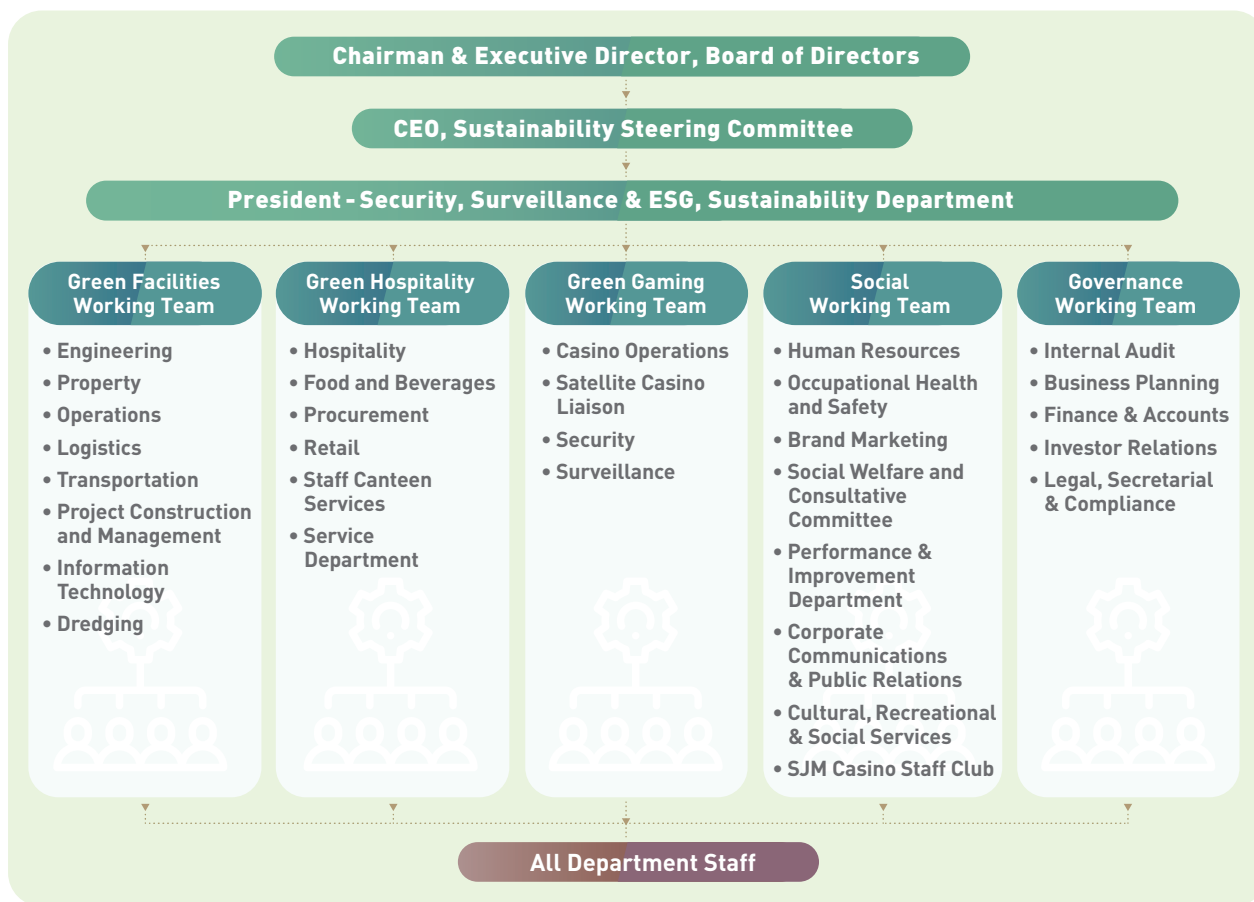 Chairman & Executive Director, Board of Directors
CEO, Sustainability Steering Committee
President - Security, Surveillance & ESG, Sustainability Department
Green Facilities
Working Team
• Engineering
• Property
• Operations
• Logistics
• Transportation
• Project Construction
and Management
• Information
Technology
• Dredging
Green Hospitality
Working Team
• Hospitality
• Food and Beverages
• Procurement
• Retail
• Staff Canteen
Services
• Service
Department
Green Gaming
Working Team
• Casino Operations
• Satellite Casino
Liaison
• Security
• Surveillance
Social
Working Team
• Human Resources
• Occupational Health
and Safety
• Brand Marketing
• Social Welfare and
Consultative
Committee
• Performance &
Improvement
Department
• Corporate
Communications
& Public Relations
• Cultural, Recreational
& Social Services
• SJM Casino Staff Club
Governance
Working Team
• Internal Audit
• Business Planning
• Finance & Accounts
• Investor Relations
• Legal, Secretarial
& Compliance
All Department Staff